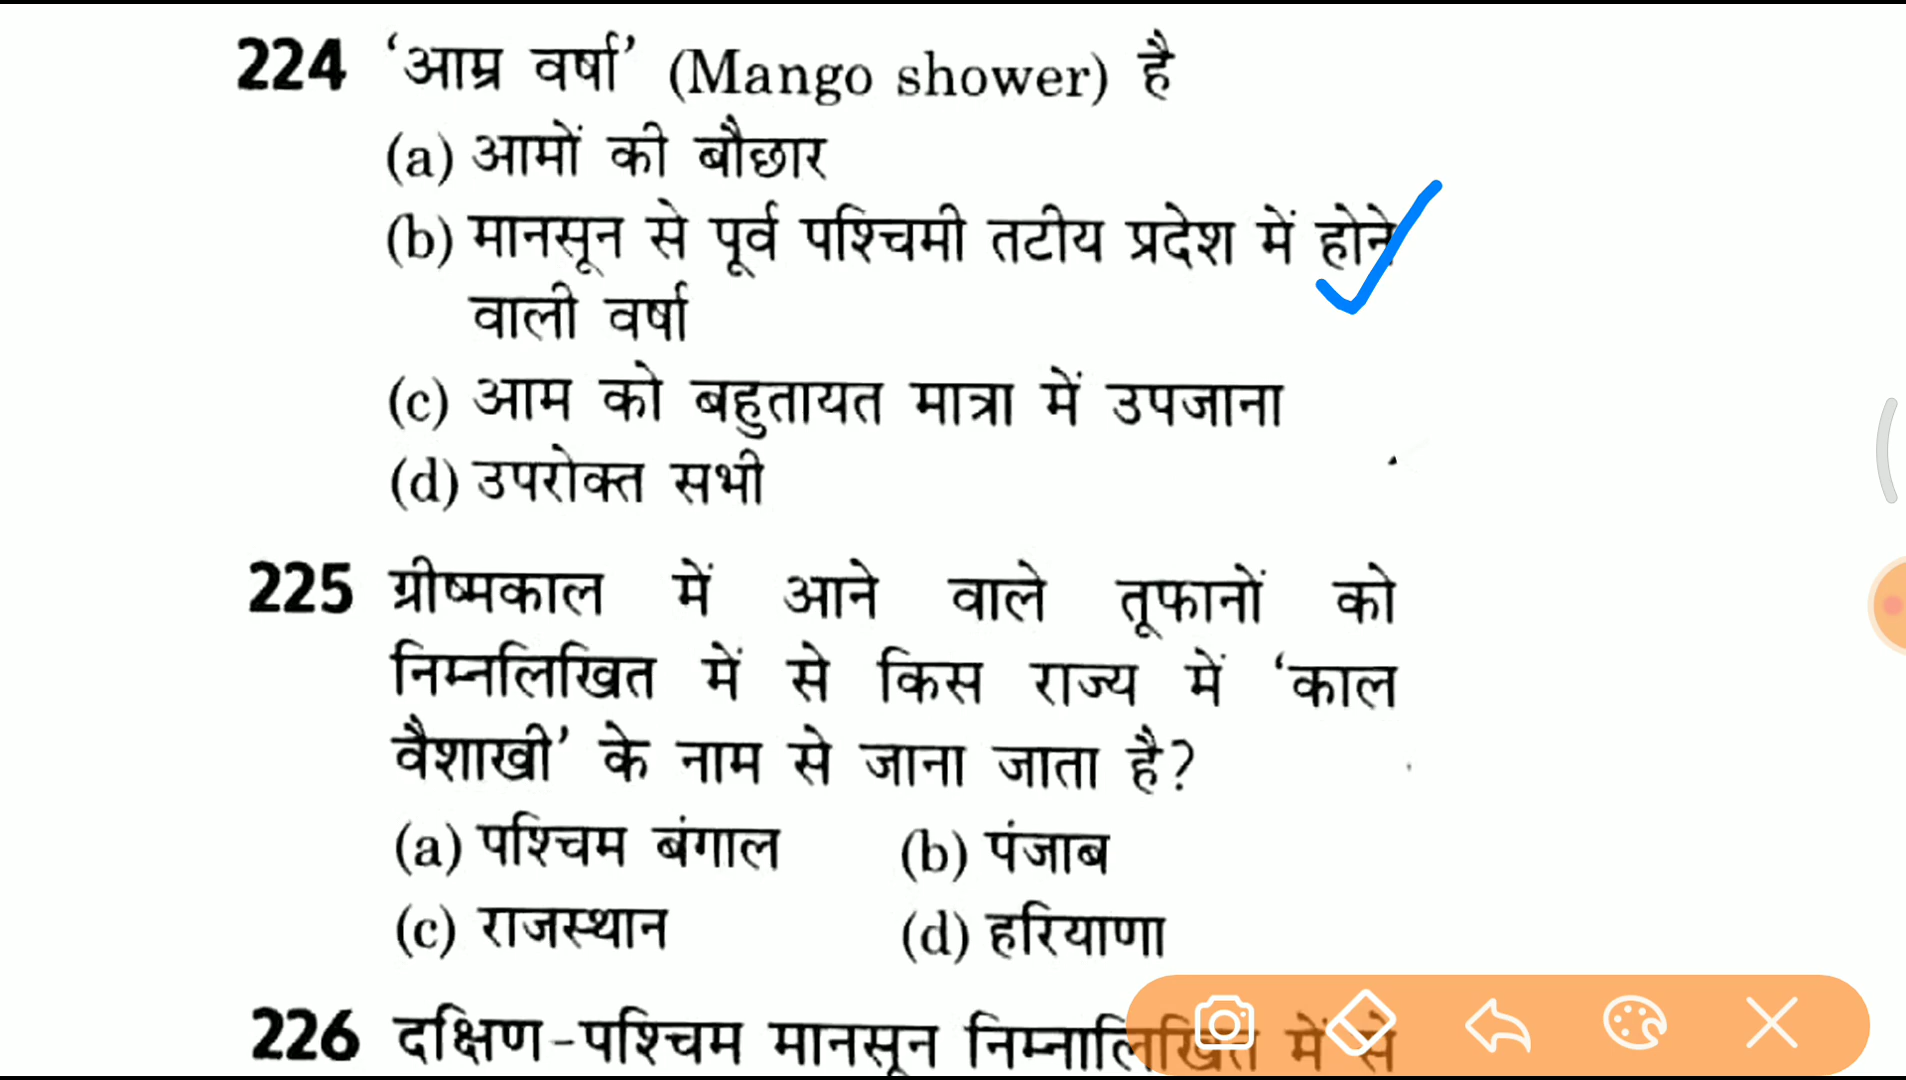 224 ‘आम्र वर्षा’ (Mango shower) है
(a) आमों की बौछार
(b) मानसून से पूर्व पश्चिमी तटीय प्रदेश में होने
वाली वर्षा
(c) आम को बहुतायत मात्रा में उपजाना
(d) उपरोक्त सभी
225 ग्रीष्मकाल में आने वाले तूफानों को
निम्नलिखित में से किस राज्य में ‘काल
वैशाखी’ के नाम से जाना जाता है?
(a) पश्चिम बंगाल (b) पंजाब
(c) राजस्थान (d) हरियाणा
226 दक्षिण-पश्चिम मानसून निम्नालिखित में से